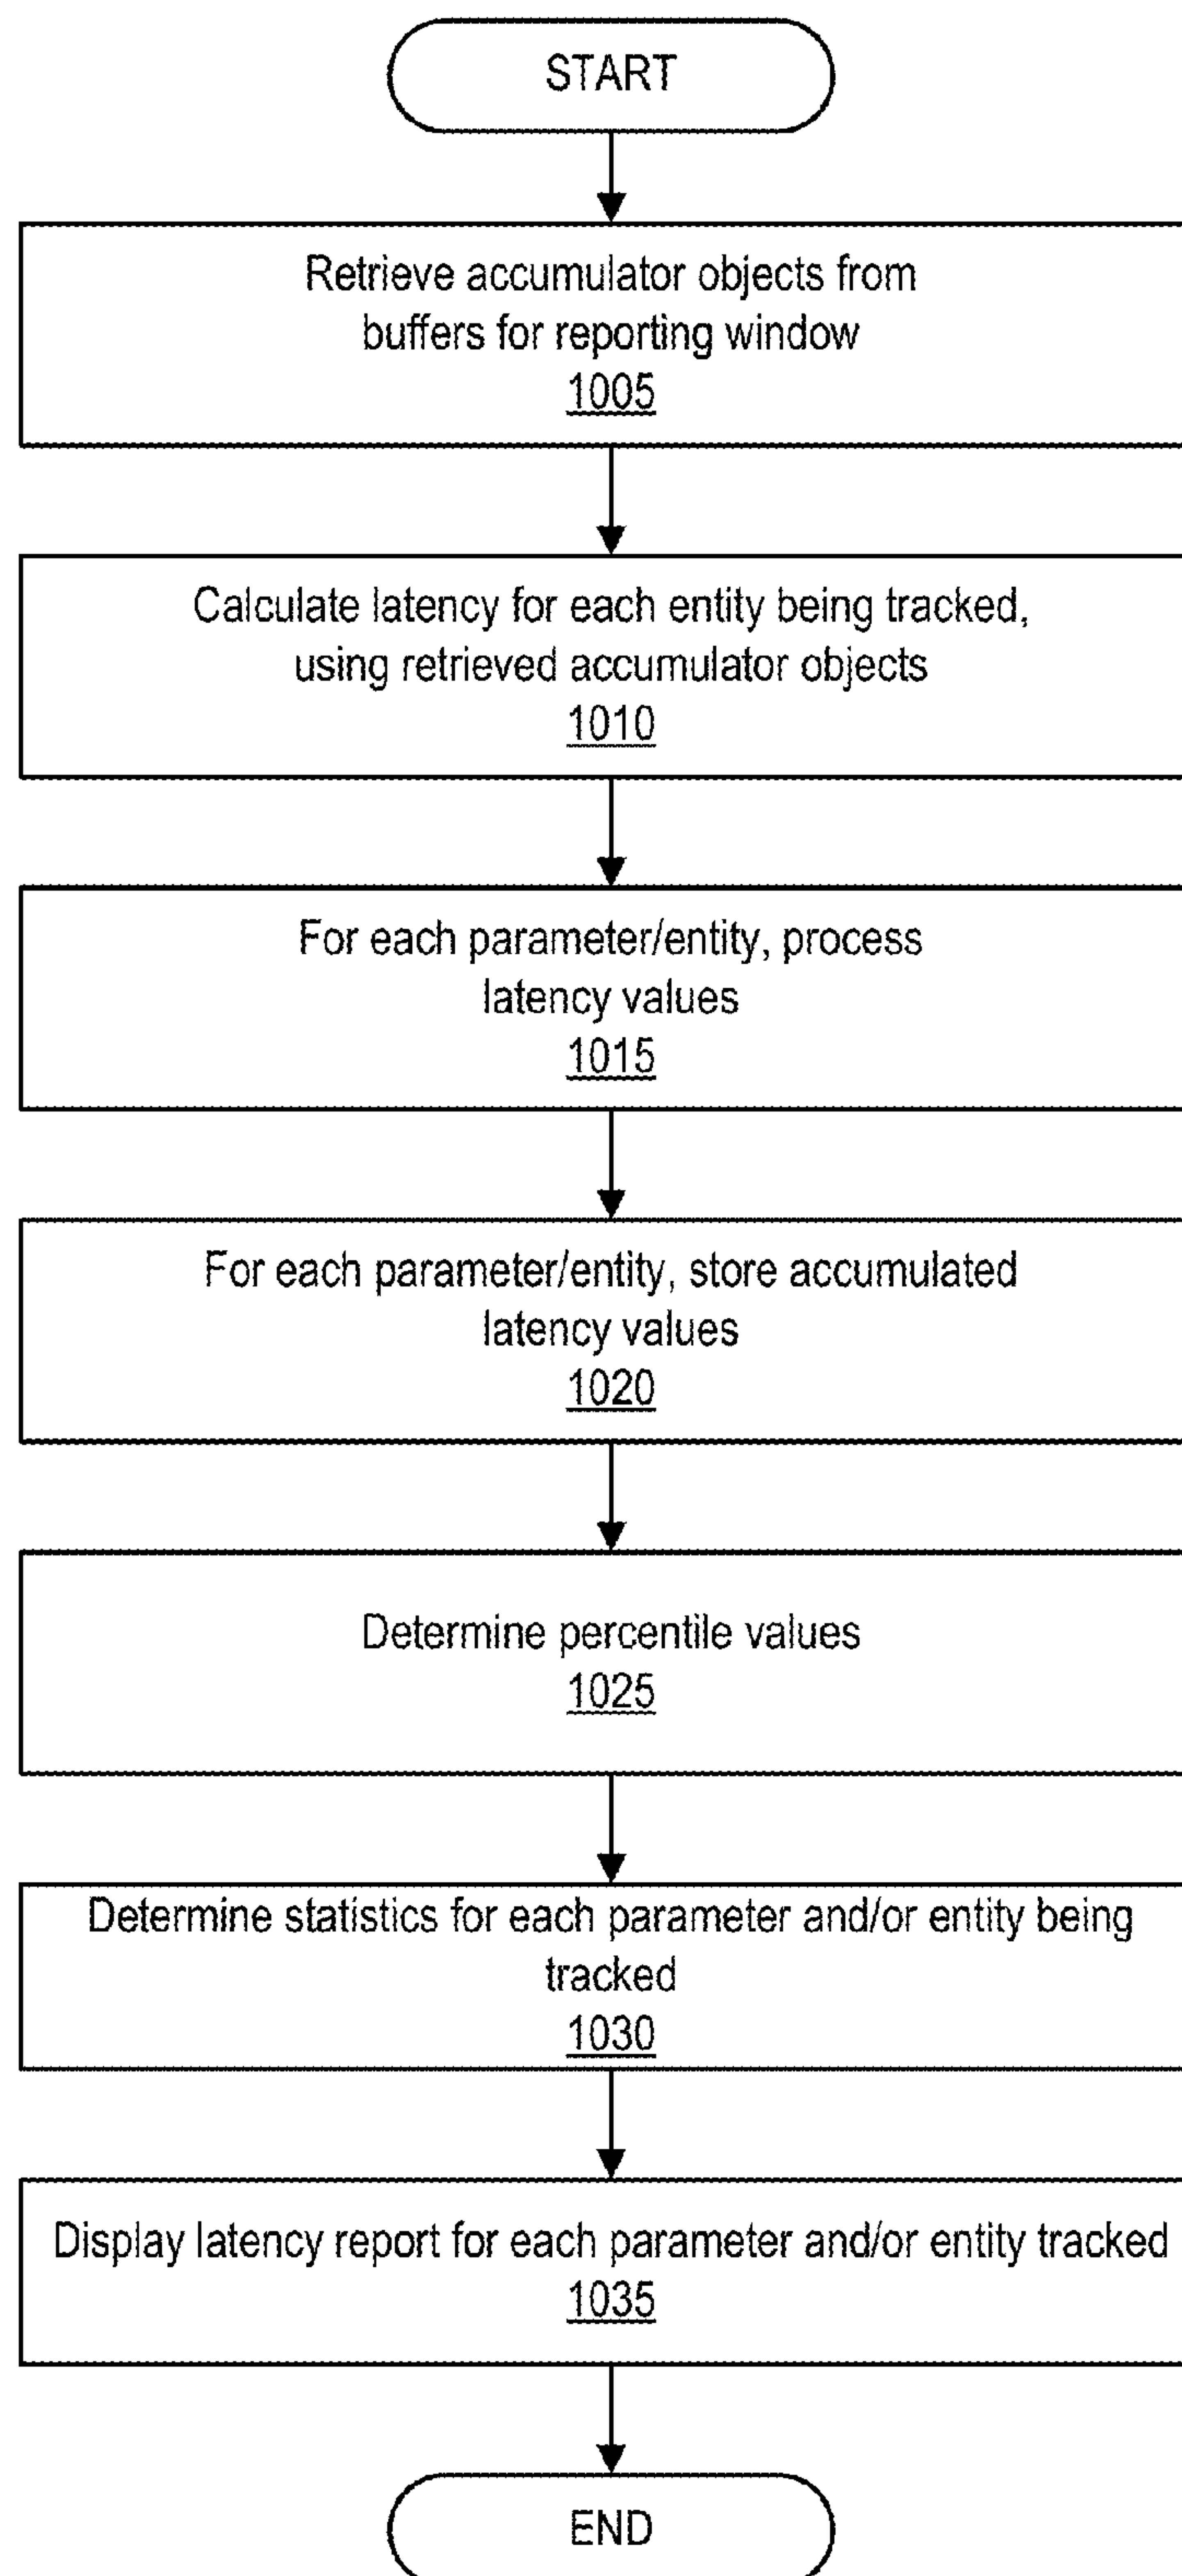 START
Retrieve accumulator objects from
buffers for reporting window
1005
Calculate latency for each entity being tracked,
using retrieved accumulator objects
1010
For each parameter/entity, process
latency values
1015
For each parameter/entity, store accumulated
latency values
1020
Determine percentile values
1025
Determine statistics for each parameter and/or entity being
tracked
1030
Display latency report for each parameter and/or entity tracked
1035
END